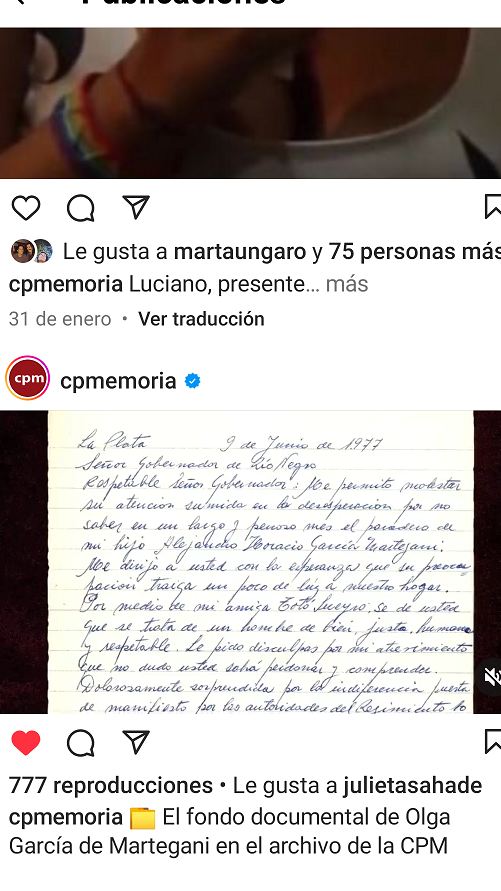 Publicaciones
Le gusta a martaungaro y 75 personas más
cpmemoria Luciano, presente... más
31 de enero • Ver traducción
cpm cpmemoria
La Plata 9 de Junio de 1977
Señor Gobernador de Río Negro
Respetable Señor Gobernador: Me permito molestar
su atención sumida en la desesperación por no
saber en un largo y penoso mes el paradero de
mi hijo Alejandro Horacio García Martegani.
Me dirijo a usted con la esperanza que su preocu-
pación traiga un poco de luz a nuestro hogar.
Por medio de mi amiga Totó, se de usted
que se trata de un hombre de bien, justo, humano
y respetable. Le pido disculpas por mi atrevimiento
que no dudo usted sabrá perdonar y comprender.
Dolorosamente sorprendida por la indiferencia puesta
de manifiesto por las autoridades del Regimiento
777 reproducciones • Le gusta a julietasahade
cpmemoria 📁 El fondo documental de Olga
García de Martegani en el archivo de la CPM